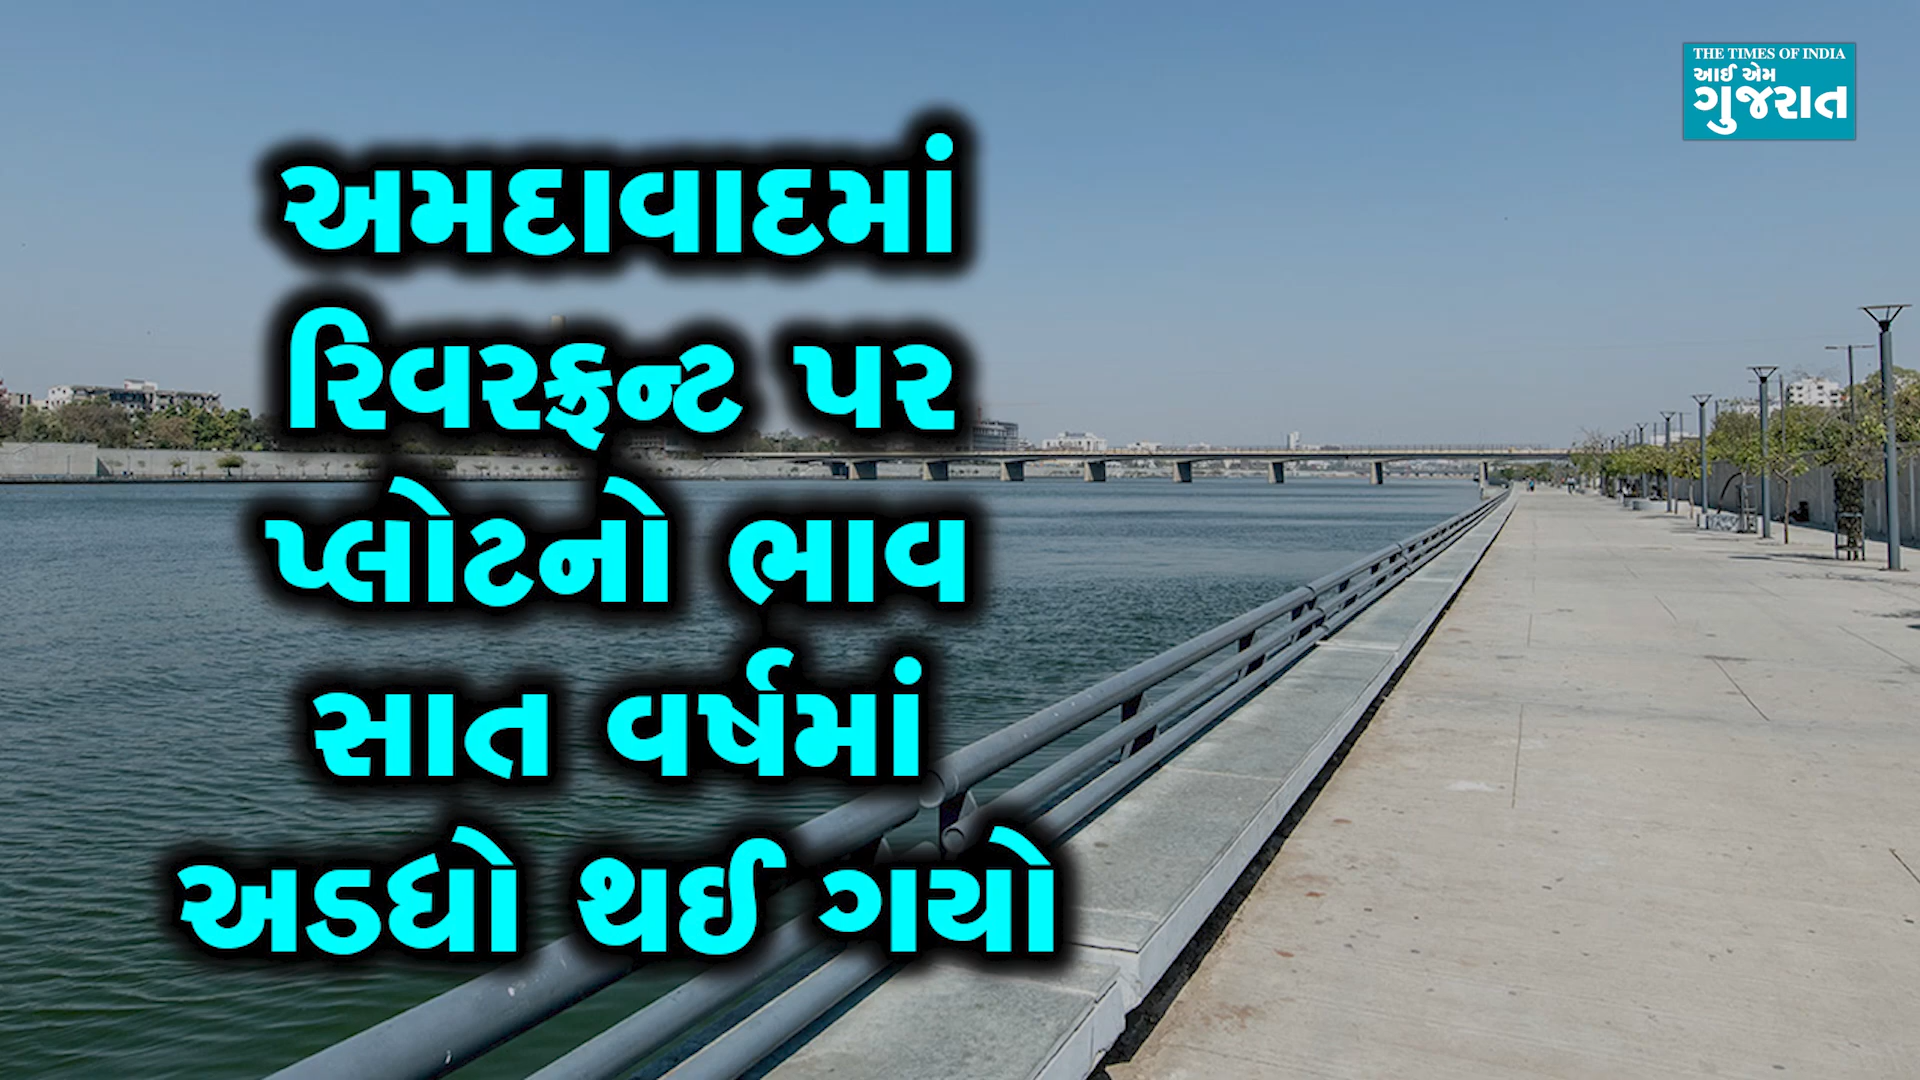 THE TIMES OF INDIA
આઈ એમ
ગુજરાત
અમદાવાદમાં
રિવરફ્રન્ટ પર
પ્લોટનો ભાવ
સાત વર્ષમાં
અડધો થઈ ગયો